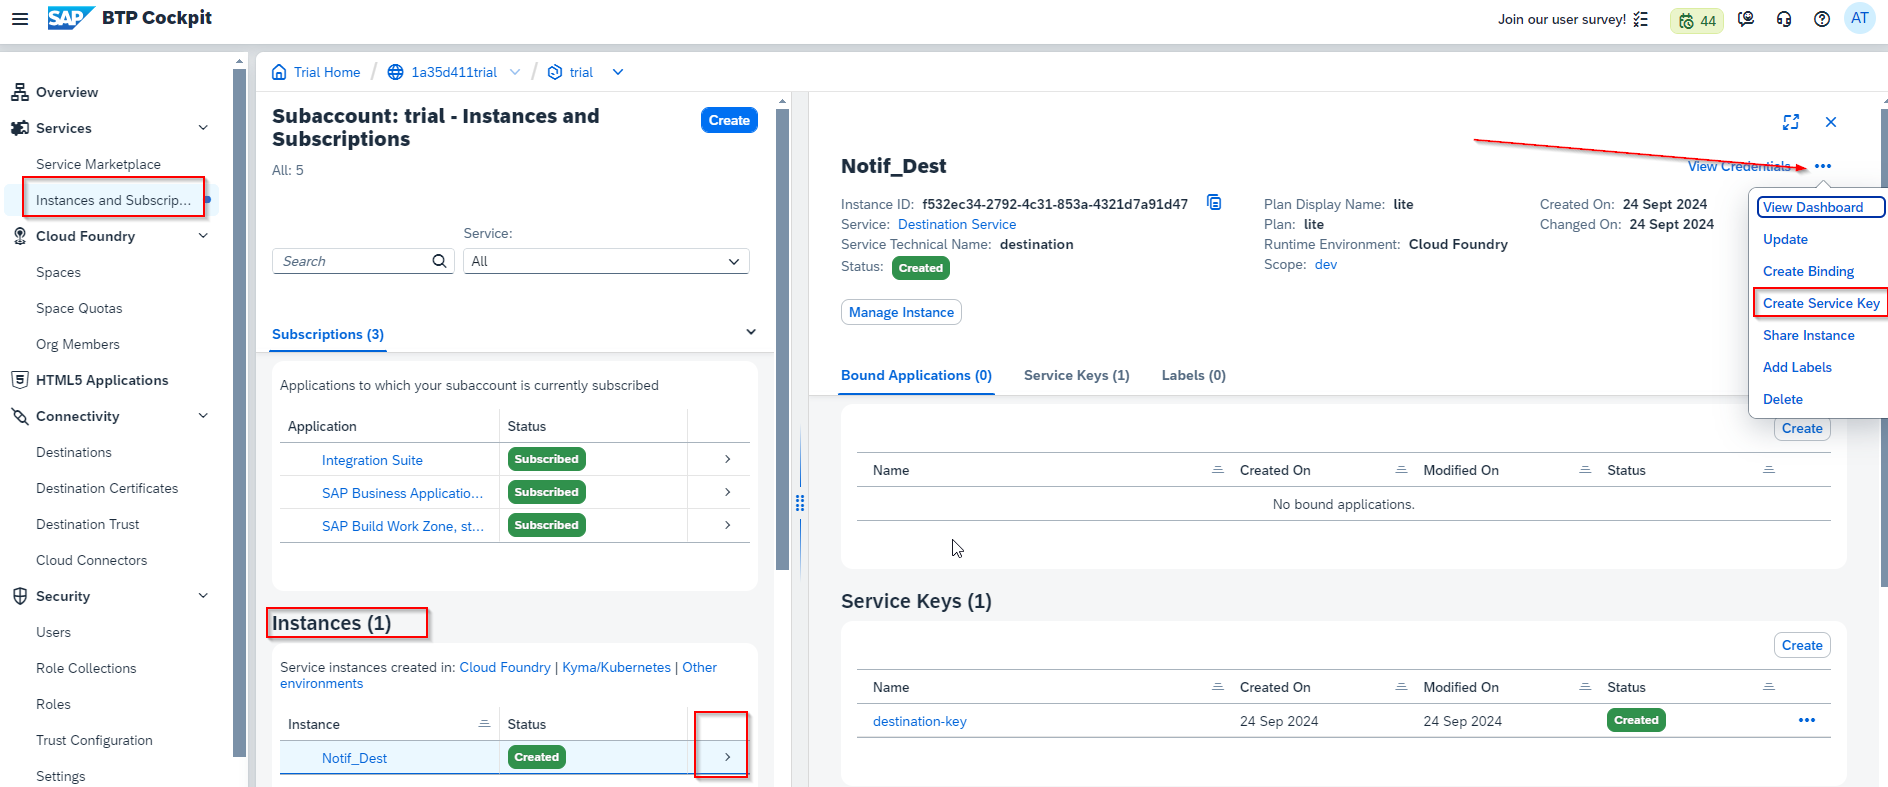 SAP BTP Cockpit
Join our user survey!
44
AT
Overview
Services
Service Marketplace
Instances and Subscrip...
Cloud Foundry
Spaces
Space Quotas
Org Members
HTML5 Applications
Connectivity
Destinations
Destination Certificates
Destination Trust
Cloud Connectors
Security
Users
Role Collections
Roles
Trust Configuration
Settings
Trial Home / 1a35d411trial / trial
Subaccount: trial - Instances and
Subscriptions
Create
All: 5
Service:
Search
All
Subscriptions (3)
Applications to which your subaccount is currently subscribed
Application Status
Integration Suite Subscribed
SAP Business Applicatio... Subscribed
SAP Build Work Zone, st... Subscribed
Instances (1)
Service instances created in: Cloud Foundry | Kyma/Kubernetes | Other
environments
Instance Status
Notif_Dest Created
Notif_Dest
View Credentials
Instance ID: f532ec34-2792-4c31-853a-4321d7a91d47
Service: Destination Service
Service Technical Name: destination
Status: Created
Plan Display Name: lite
Plan: lite
Runtime Environment: Cloud Foundry
Scope: dev
Created On: 24 Sept 2024
Changed On: 24 Sept 2024
View Dashboard
Update
Create Binding
Create Service Key
Share Instance
Add Labels
Delete
Manage Instance
Bound Applications (0) Service Keys (1) Labels (0)
Create
Name Created On Modified On Status
No bound applications.
Service Keys (1)
Create
Name Created On Modified On Status
destination-key 24 Sep 2024 24 Sep 2024 Created